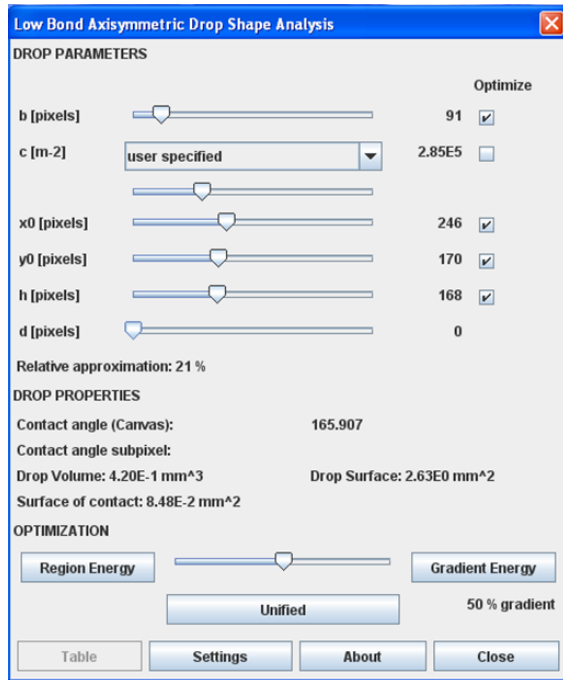 Low Bond Axisymmetric Drop Shape Analysis
DROP PARAMETERS
Optimize
b [pixels] 91
c [m-2] user specified 2.85E5
x0 [pixels] 246
y0 [pixels] 170
h [pixels] 168
d [pixels] 0
Relative approximation: 21 %
DROP PROPERTIES
Contact angle (Canvas): 165.907
Contact angle subpixel:
Drop Volume: 4.20E-1 mm^3 Drop Surface: 2.63E0 mm^2
Surface of contact: 8.48E-2 mm^2
OPTIMIZATION
Region Energy Gradient Energy
Unified 50 % gradient
Table Settings About Close